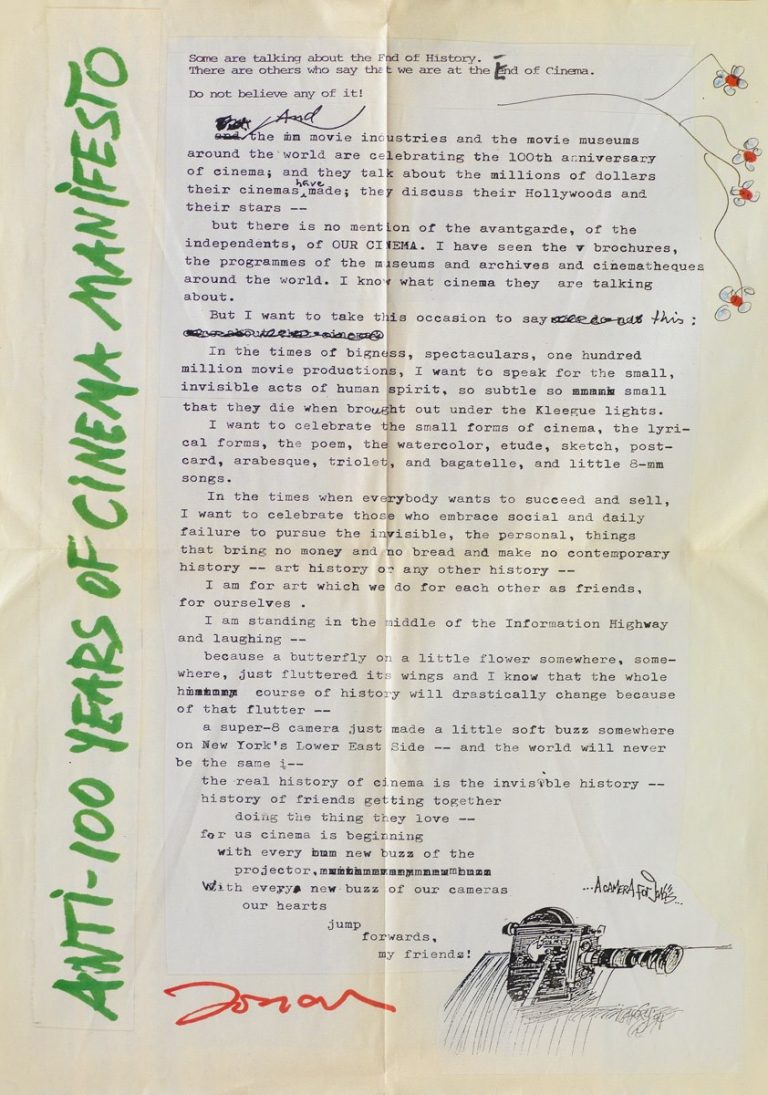 ANTI-100 YEARS OF CINEMA MANIFESTO
Some are talking about the End of History.
There are others who say that we are at the End of Cinema.
Do not believe any of it!
And
the movie industries and the movie museums
around the world are celebrating the 100th anniversary
of cinema; and they talk about the millions of dollars
their cinemas have made; they discuss their Hollywoods and
their stars --
but there is no mention of the avantgarde, of the
independents, of OUR CINEMA. I have seen the v brochures,
the programmes of the museums and archives and cinematheques
around the world. I know what cinema they are talking
about.
But I want to take this occasion to say this:
In the times of bigness, spectaculars, one hundred
million movie productions, I want to speak for the small,
invisible acts of human spirit, so subtle so small
that they die when brought out under the Kleegue lights.
I want to celebrate the small forms of cinema, the lyri-
cal forms, the poem, the watercolor, etude, sketch, post-
card, arabesque, triolet, and bagatelle, and little 8-mm
songs.
In the times when everybody wants to succeed and sell,
I want to celebrate those who embrace social and daily
failure to pursue the invisible, the personal, things
that bring no money and no bread and make no contemporary
history -- art history or any other history --
I am for art which we do for each other as friends,
for ourselves .
I am standing in the middle of the Information Highway
and laughing --
because a butterfly on a little flower somewhere, some-
where, just fluttered its wings and I know that the whole
course of history will drastically change because
of that flutter --
a super-8 camera just made a little soft buzz somewhere
on New York's Lower East Side -- and the world will never
be the same --
the real history of cinema is the invisible history --
history of friends getting together
doing the thing they love --
for us cinema is beginning
with every new buzz of the
projector,
With every new buzz of our cameras
our hearts
jump
forwards,
my friends!
...A CAMERA FOR JONAS...
Jonas